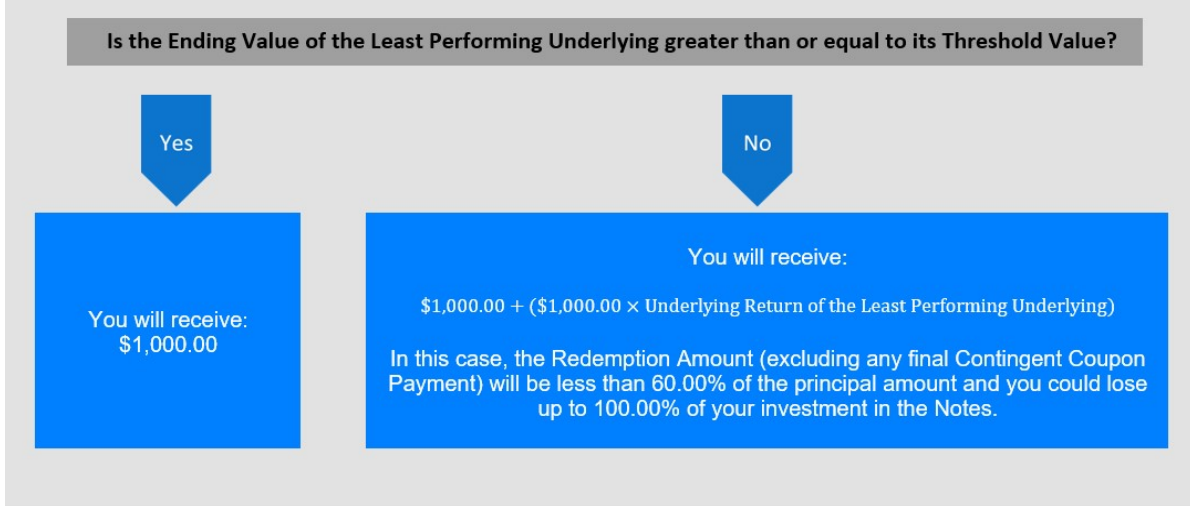 Is the Ending Value of the Least Performing Underlying greater than or equal to its Threshold Value?
Yes
No
You will receive:
$1,000.00
You will receive:
$1,000.00 + ($1,000.00 × Underlying Return of the Least Performing Underlying)
In this case, the Redemption Amount (excluding any final Contingent Coupon
Payment) will be less than 60.00% of the principal amount and you could lose
up to 100.00% of your investment in the Notes.